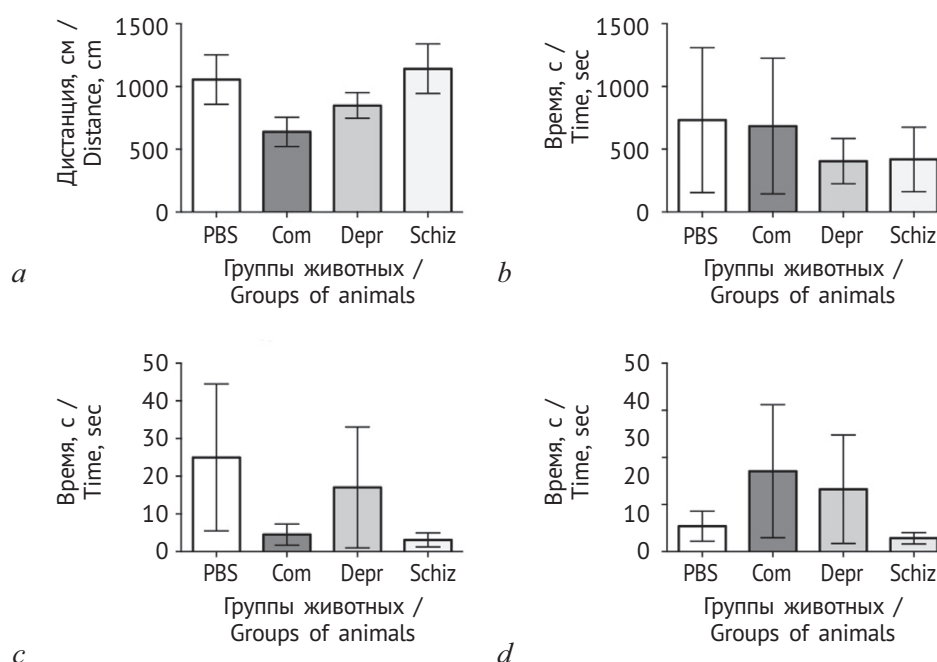 Дистанция, см /
Distance, cm
1500
1000
500
0
PBS Com Depr Schiz
Группы животных /
Groups of animals
a
Время, с /
Time, sec
1500
1000
500
0
PBS Com Depr Schiz
Группы животных /
Groups of animals
b
Время, с /
Time, sec
50
40
30
20
10
0
PBS Com Depr Schiz
Группы животных /
Groups of animals
c
Время, с /
Time, sec
50
40
30
20
10
0
PBS Com Depr Schiz
Группы животных /
Groups of animals
d